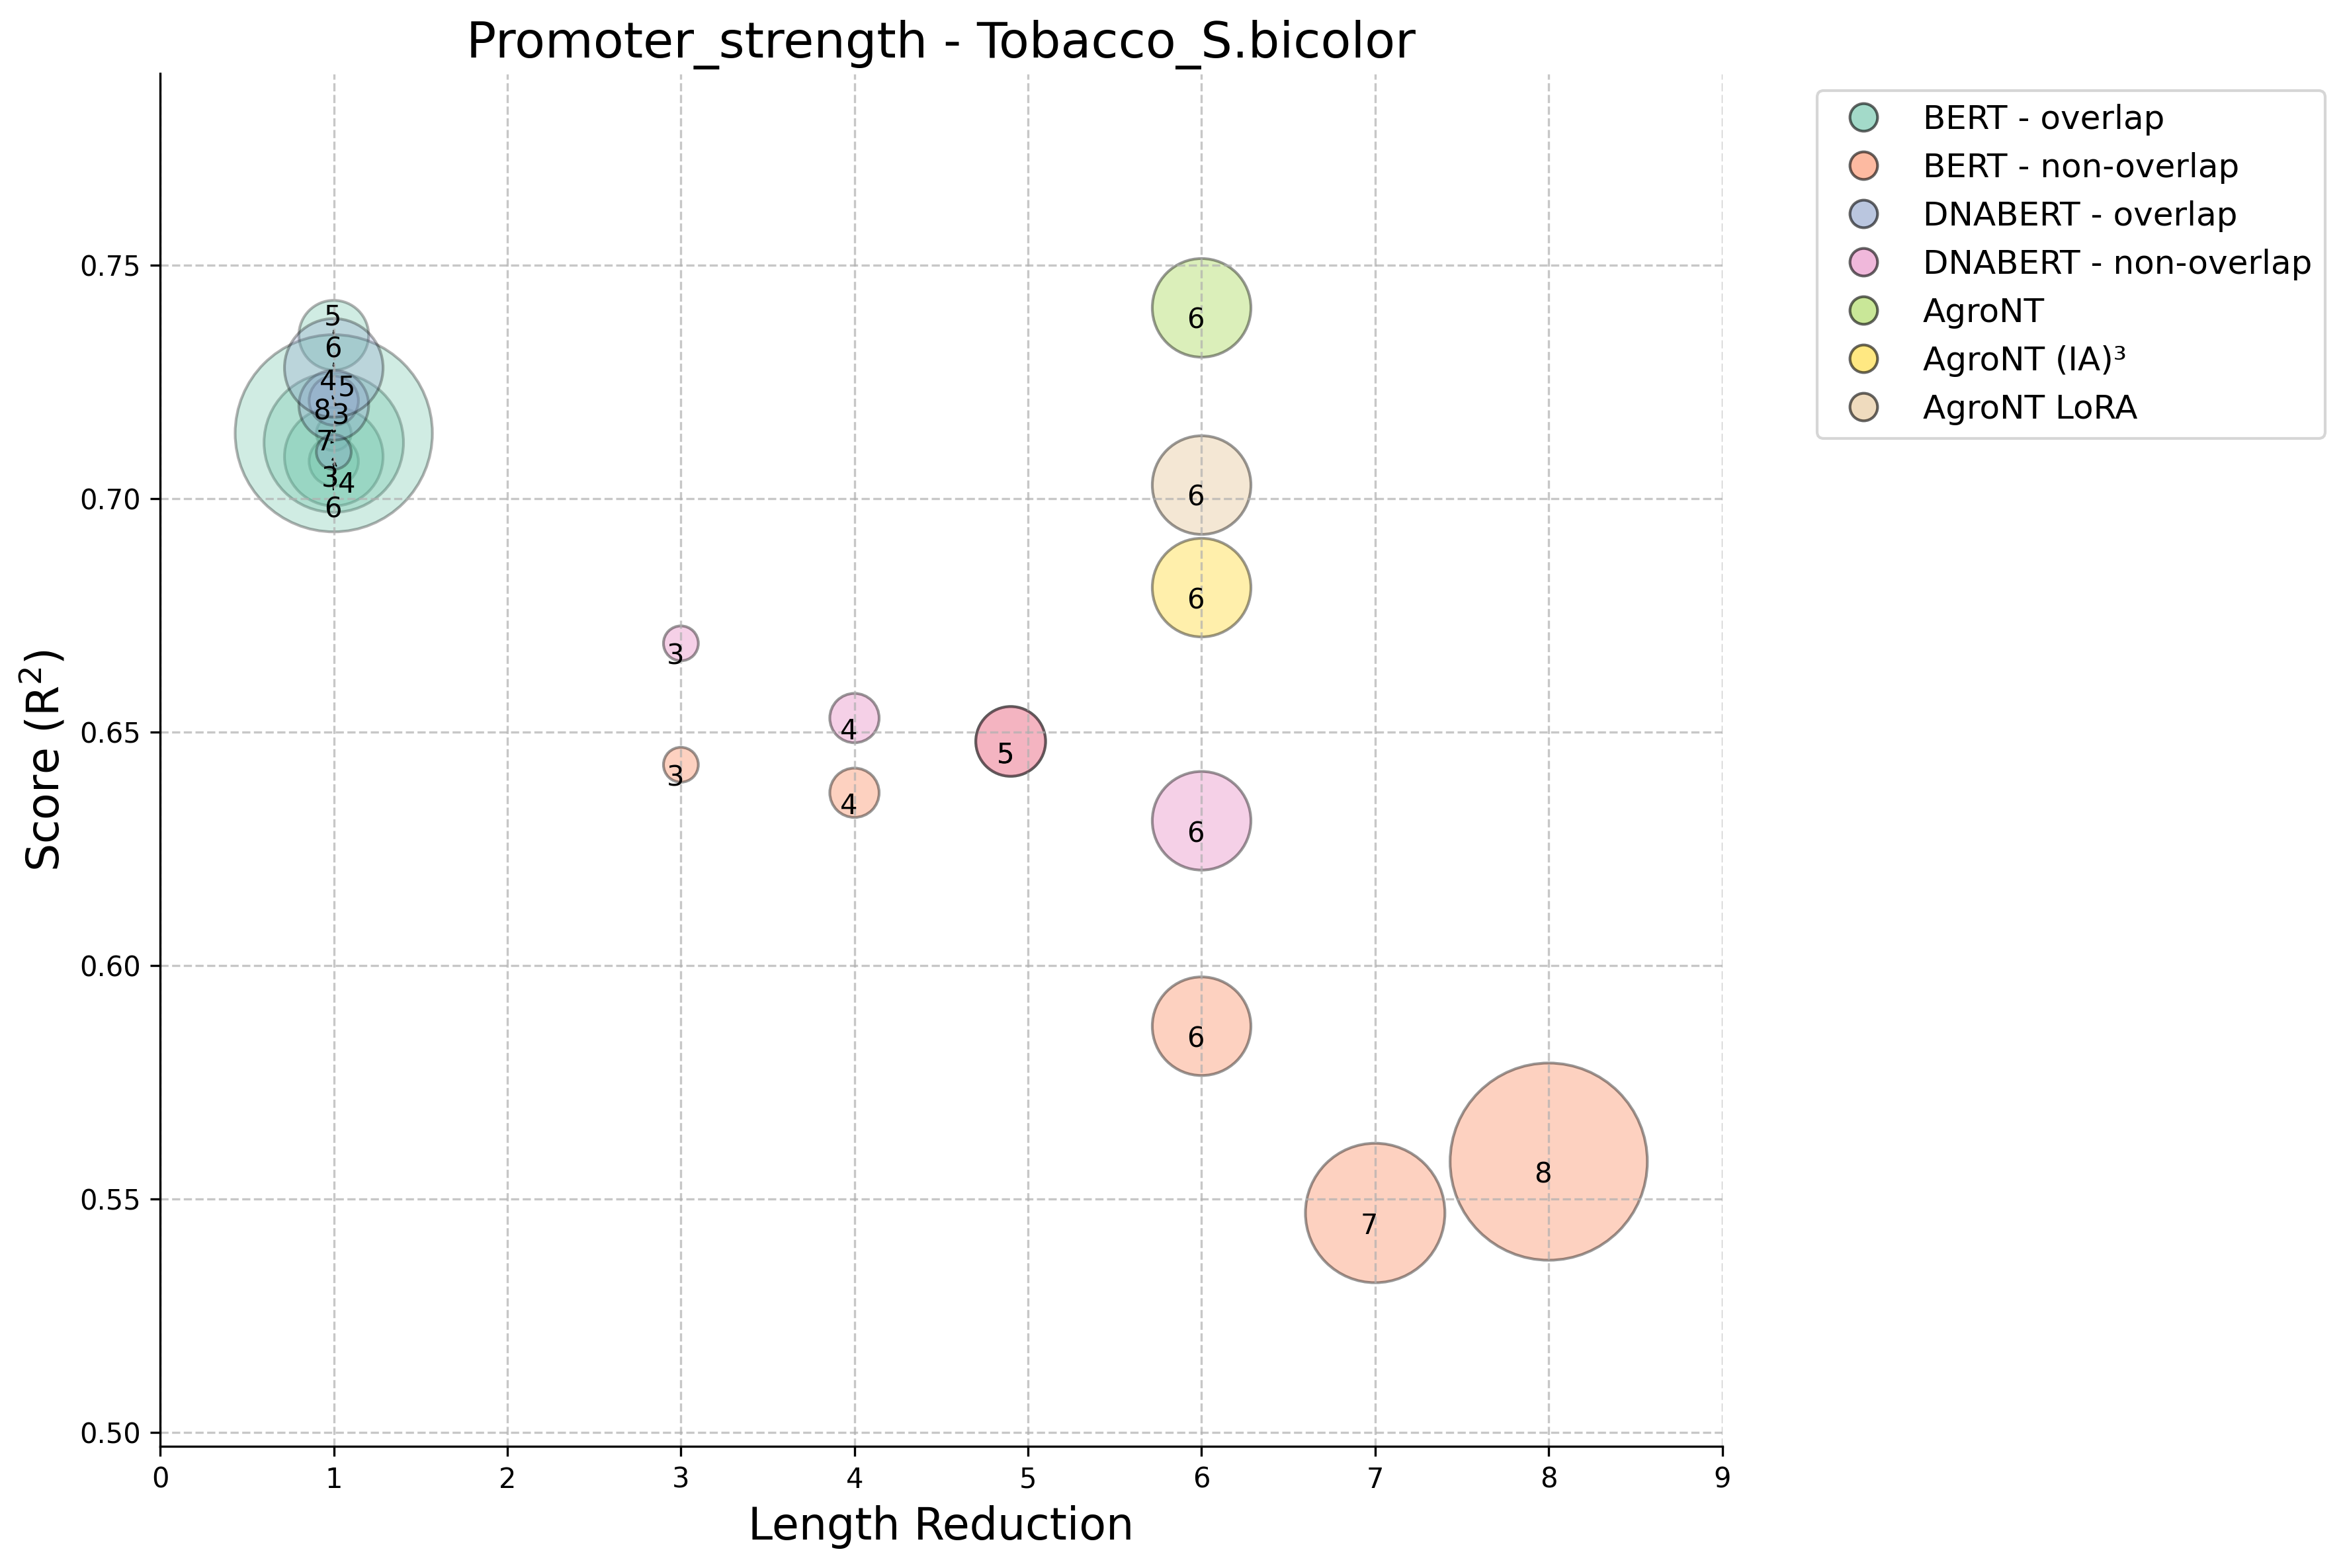 Promoter_strength - Tobacco_S.bicolor
BERT - overlap
BERT - non-overlap
DNABERT - overlap
DNABERT - non-overlap
AgroNT
AgroNT (IA)³
AgroNT LoRA
Score (R²)
0.75
0.70
0.65
0.60
0.55
0.50
5
6
4
5
8
3
7
3
4
6
6
6
6
3
4
5
3
4
6
6
8
7
0 1 2 3 4 5 6 7 8 9
Length Reduction